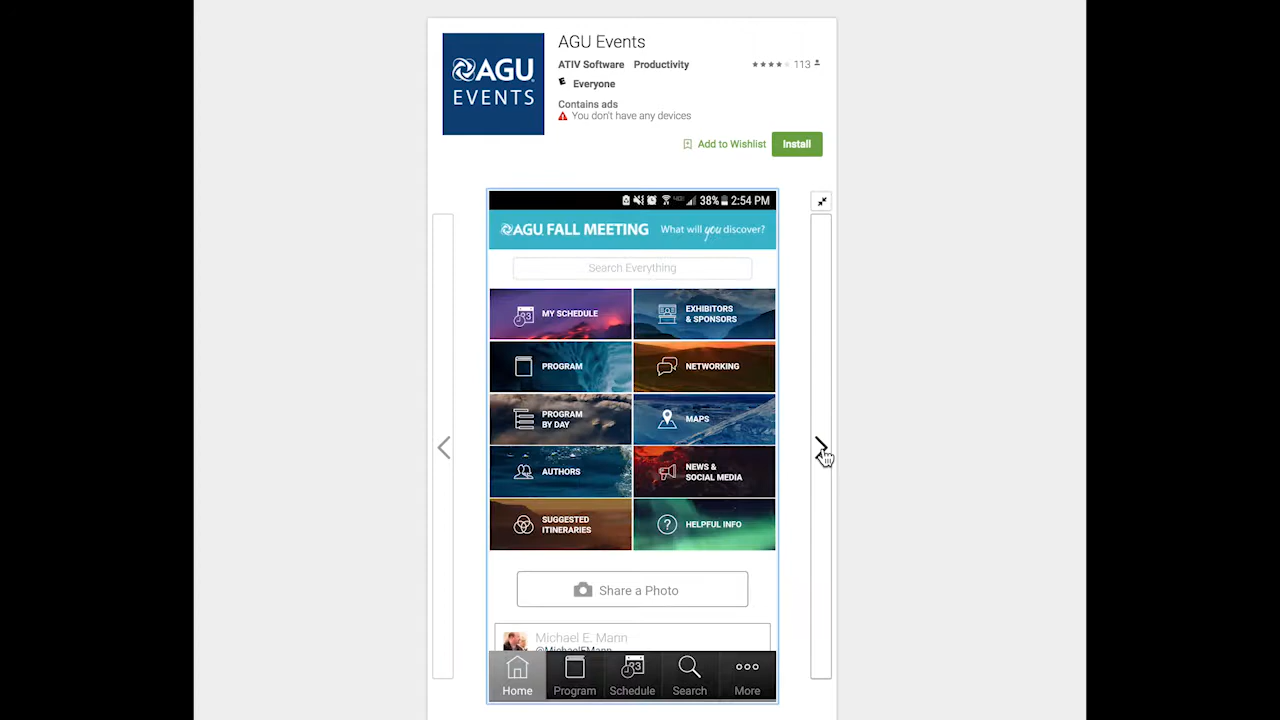 AGU Events
AGU
EVENTS
ATIV Software Productivity
113
Everyone
Contains ads
You don't have any devices
Add to Wishlist
Install
38% 2:54 PM
AGU FALL MEETING What will you discover?
Search Everything
MY SCHEDULE
EXHIBITORS
& SPONSORS
PROGRAM
NETWORKING
PROGRAM
BY DAY
MAPS
AUTHORS
NEWS &
SOCIAL MEDIA
SUGGESTED
ITINERARIES
HELPFUL INFO
Share a Photo
Michael E. Mann
@MichaelEMann
Home Program Schedule Search More